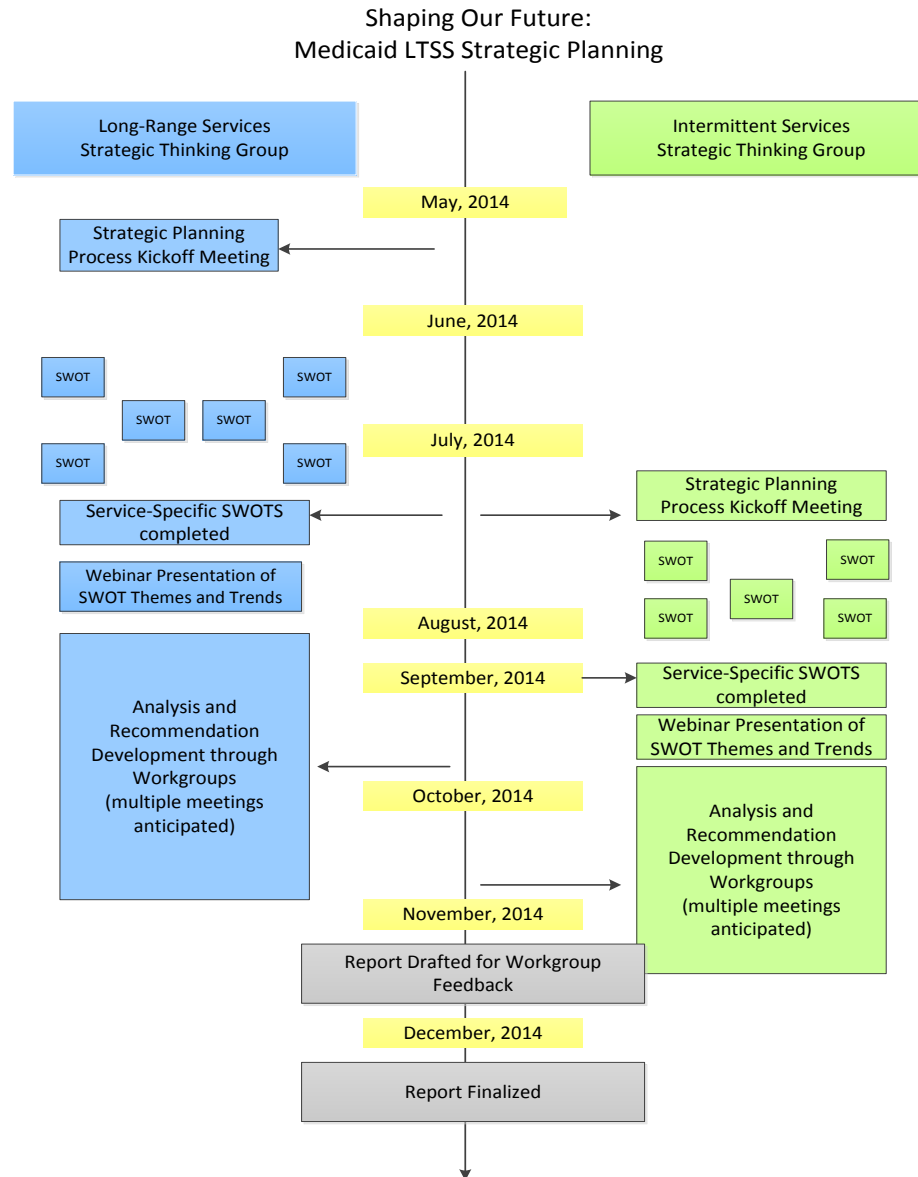 Shaping Our Future:
Medicaid LTSS Strategic Planning
Long-Range Services
Strategic Thinking Group
Intermittent Services
Strategic Thinking Group
May, 2014
Strategic Planning
Process Kickoff Meeting
June, 2014
SWOT
SWOT
SWOT
SWOT
SWOT
SWOT
July, 2014
Service-Specific SWOTS
completed
Strategic Planning
Process Kickoff Meeting
Webinar Presentation of
SWOT Themes and Trends
SWOT
SWOT
SWOT
SWOT
SWOT
August, 2014
September, 2014
Service-Specific SWOTS
completed
Webinar Presentation of
SWOT Themes and Trends
Analysis and
Recommendation
Development through
Workgroups
(multiple meetings
anticipated)
October, 2014
Analysis and
Recommendation
Development through
Workgroups
(multiple meetings
anticipated)
November, 2014
Report Drafted for Workgroup
Feedback
December, 2014
Report Finalized